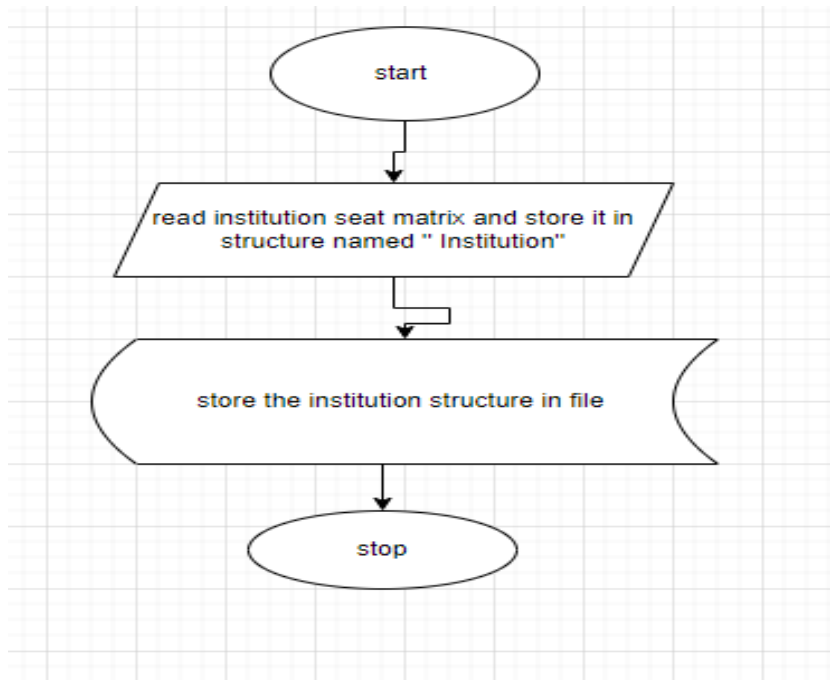 start
read institution seat matrix and store it in
structure named " Institution"
store the institution structure in file
stop